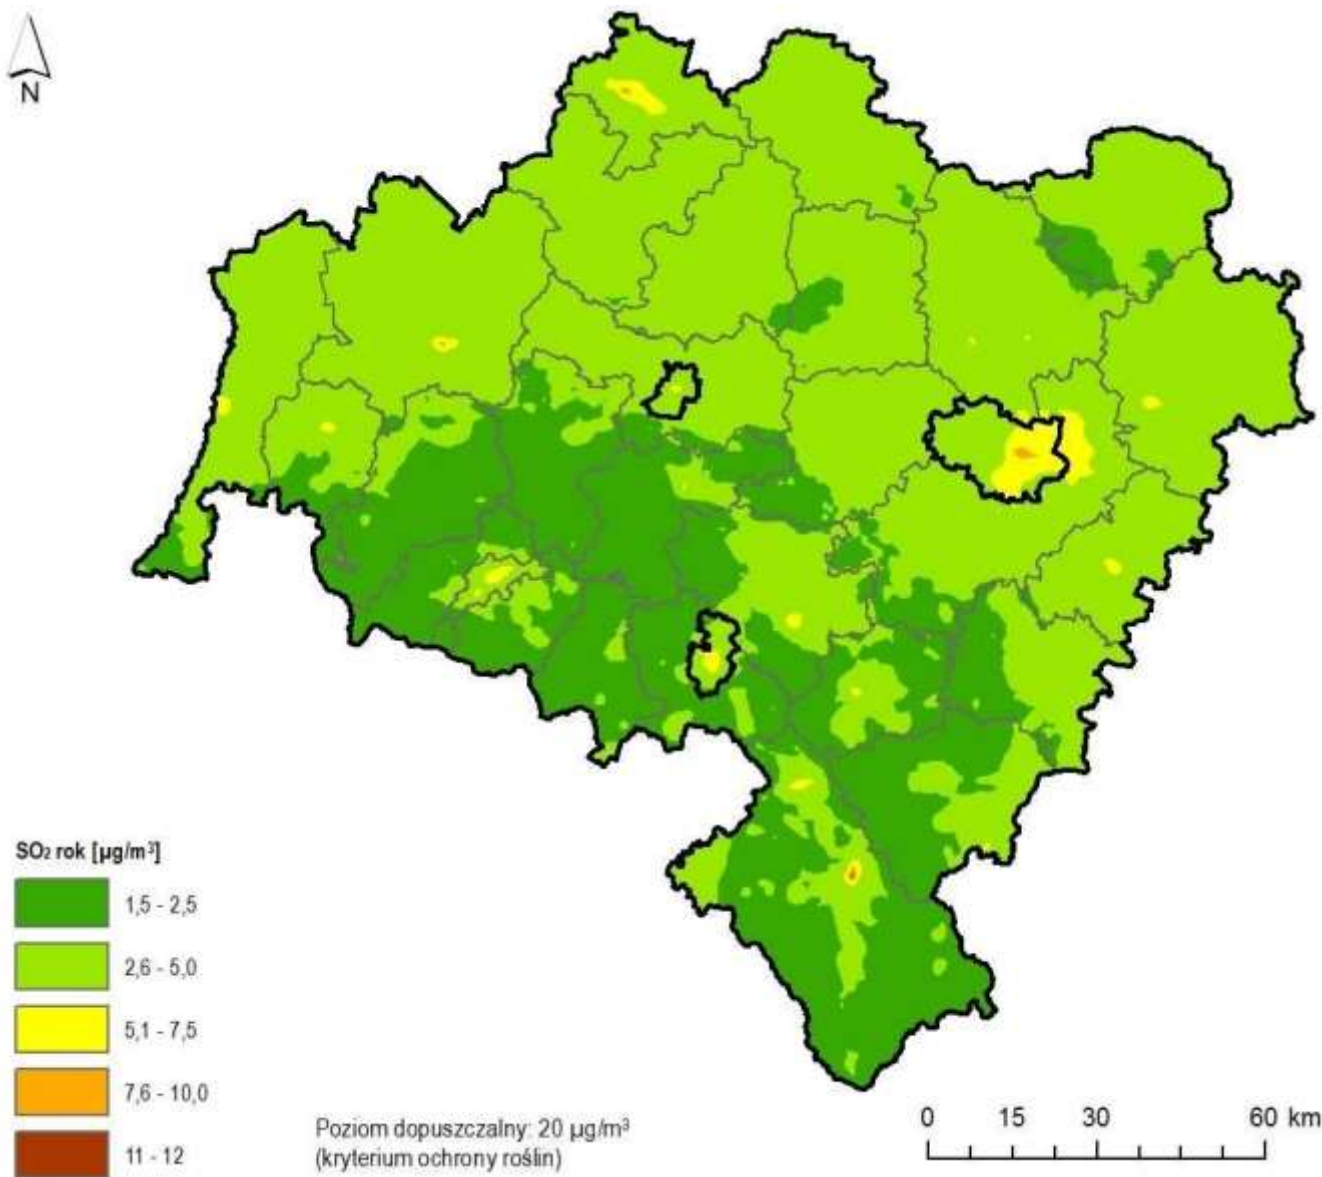 N
SO₂ rok [µg/m³]
1,5 - 2,5
2,6 - 5,0
5,1 - 7,5
7,6 - 10,0
11 - 12
Poziom dopuszczalny: 20 µg/m³
(kryterium ochrony roślin)
0 15 30 60 km